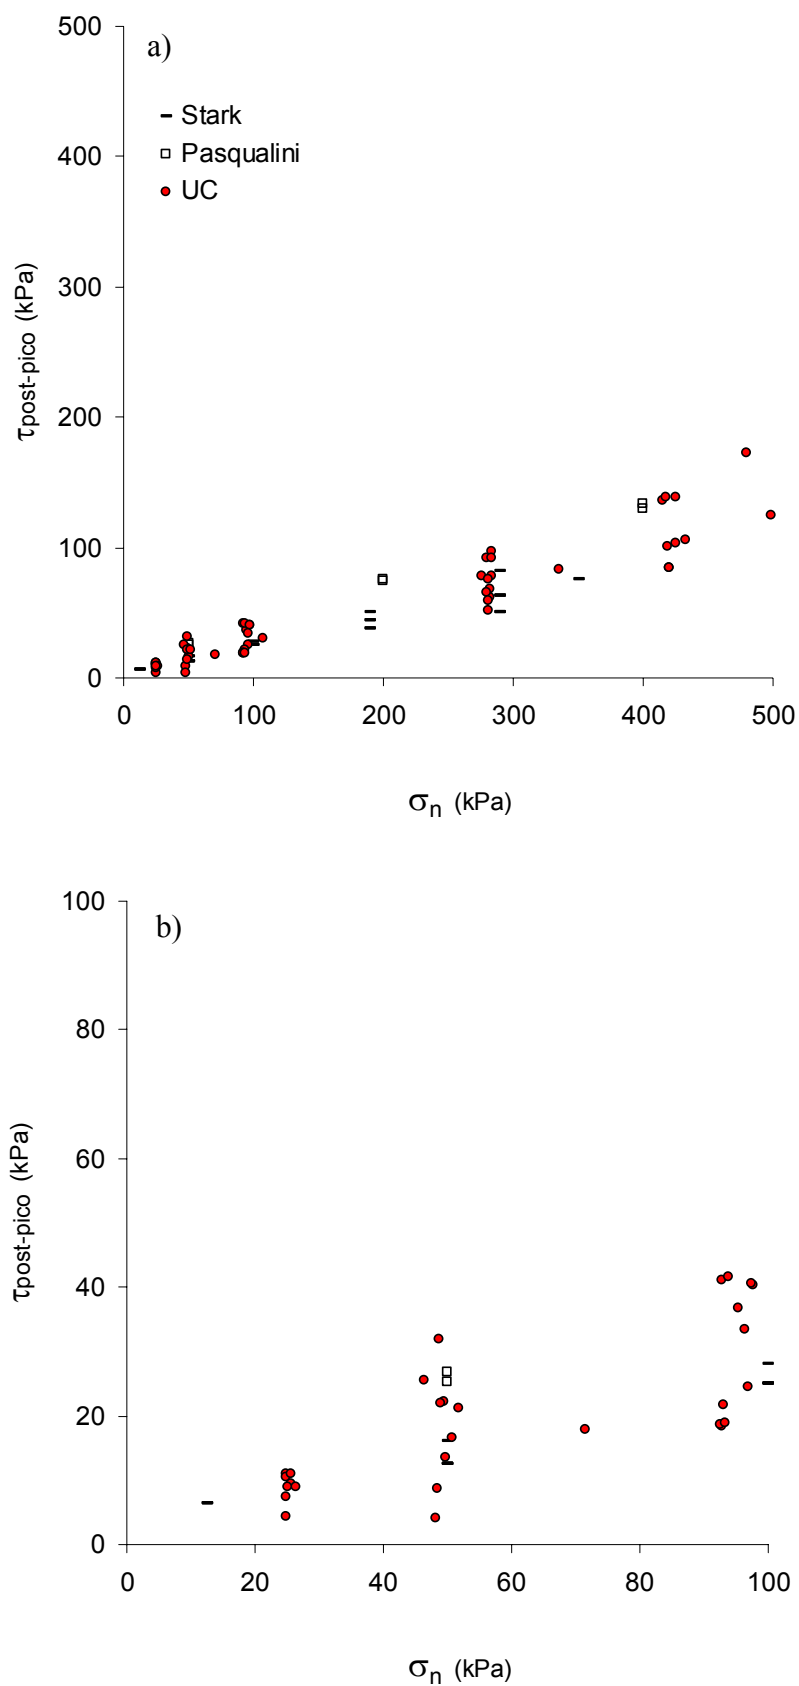 500
a)
Stark
400
Pasqualini
UC
300
τpost-pico (kPa)
200
100
0
0 100 200 300 400 500
σn (kPa)
100
b)
80
60
τpost-pico (kPa)
40
20
0
0 20 40 60 80 100
σn (kPa)